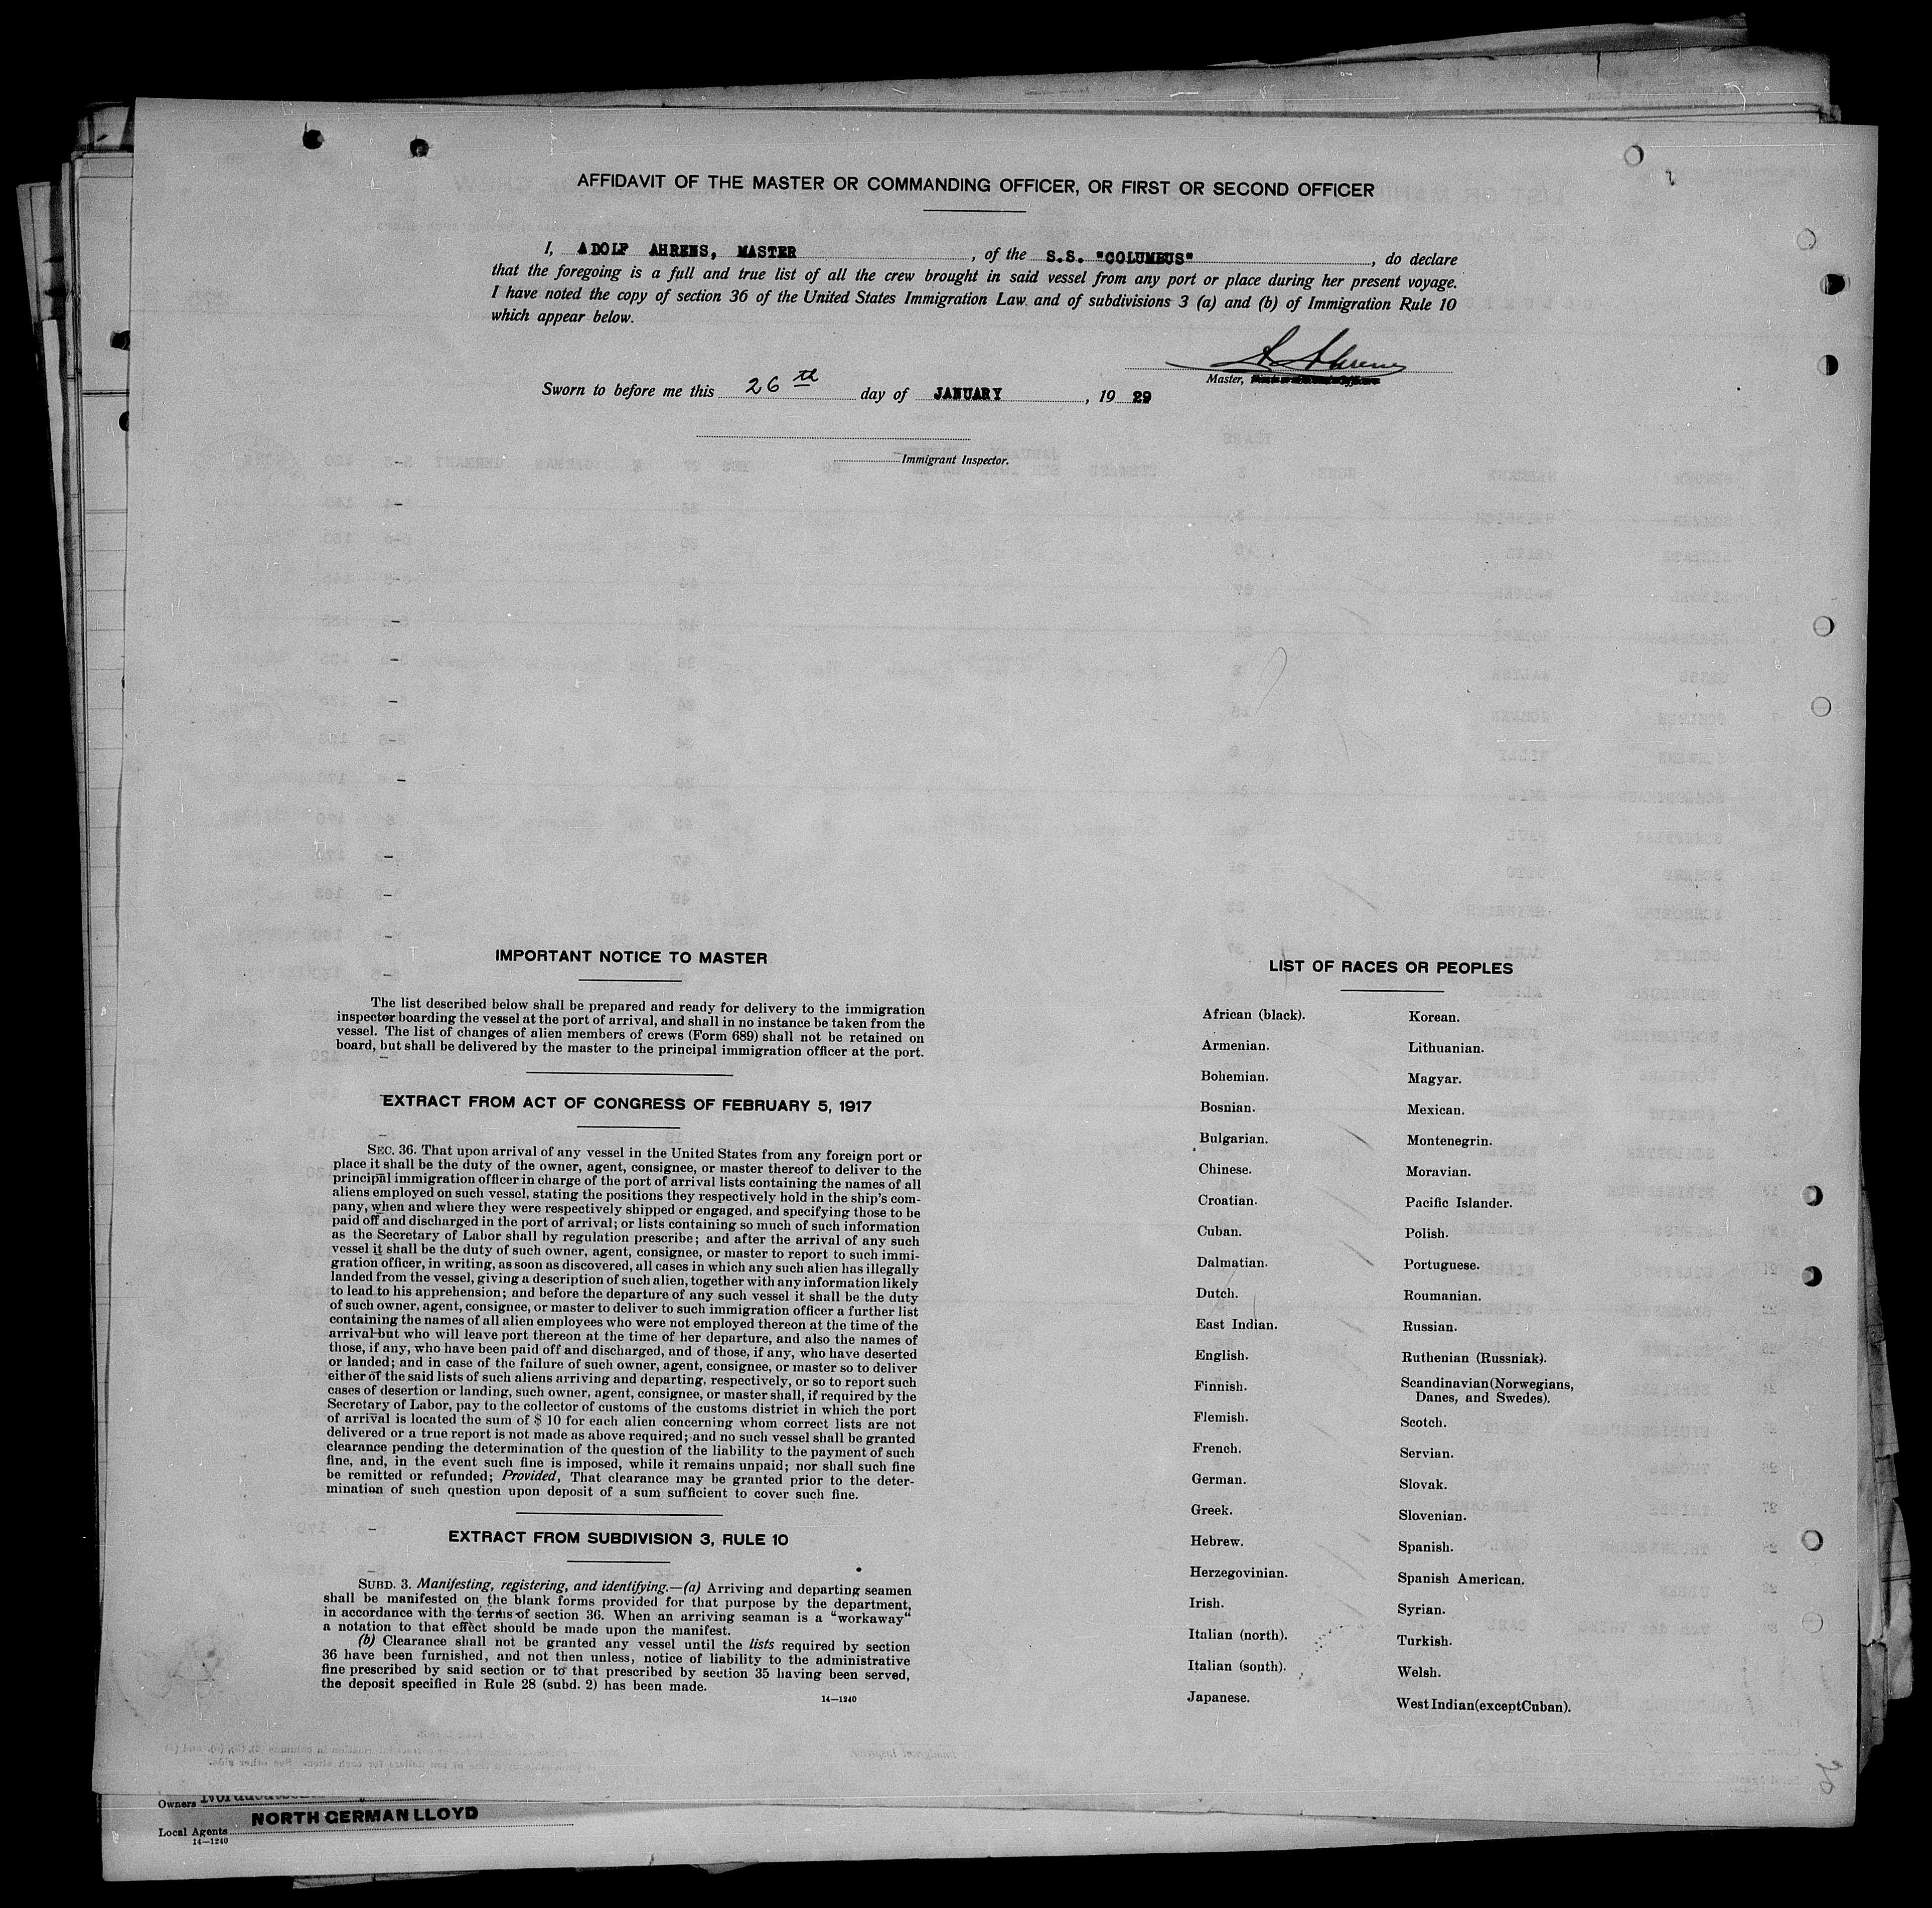 AFFIDAVIT OF THE MASTER OR COMMANDING OFFICER, OR FIRST OR SECOND OFFICER
I, ADOLF AHRENS, MASTER, of the S.S. "COLUMBUS", do declare
that the foregoing is a full and true list of all the crew brought in said vessel from any port or place during her present voyage.
I have noted the copy of section 36 of the United States Immigration Law and of subdivisions 3 (a) and (b) of Immigration Rule 10
which appear below.
A. Ahrens
Master,
Sworn to before me this 26th day of JANUARY, 19 29
Immigrant Inspector.
IMPORTANT NOTICE TO MASTER
The list described below shall be prepared and ready for delivery to the immigration
inspector boarding the vessel at the port of arrival, and shall in no instance be taken from the
vessel. The list of changes of alien members of crews (Form 689) shall not be retained on
board, but shall be delivered by the master to the principal immigration officer at the port.
EXTRACT FROM ACT OF CONGRESS OF FEBRUARY 5, 1917
SEC. 36. That upon arrival of any vessel in the United States from any foreign port or
place it shall be the duty of the owner, agent, consignee, or master thereof to deliver to the
principal immigration officer in charge of the port of arrival lists containing the names of all
aliens employed on such vessel, stating the positions they respectively hold in the ship's com-
pany, when and where they were respectively shipped or engaged, and specifying those to be
paid off and discharged in the port of arrival; or lists containing so much of such information
as the Secretary of Labor shall by regulation prescribe; and after the arrival of any such
vessel it shall be the duty of such owner, agent, consignee, or master to report to such immi-
gration officer, in writing, as soon as discovered, all cases in which any such alien has illegally
landed from the vessel, giving a description of such alien, together with any information likely
to lead to his apprehension; and before the departure of any such vessel it shall be the duty
of such owner, agent, consignee, or master to deliver to such immigration officer a further list
containing the names of all alien employees who were not employed thereon at the time of the
arrival but who will leave port thereon at the time of her departure, and also the names of
those, if any, who have been paid off and discharged, and of those, if any, who have deserted
or landed; and in case of the failure of such owner, agent, consignee, or master so to deliver
either of the said lists of such aliens arriving and departing, respectively, or so to report such
cases of desertion or landing, such owner, agent, consignee, or master shall, if required by the
Secretary of Labor, pay to the collector of customs of the customs district in which the port
of arrival is located the sum of $ 10 for each alien concerning whom correct lists are not
delivered or a true report is not made as above required; and no such vessel shall be granted
clearance pending the determination of the question of the liability to the payment of such
fine, and, in the event such fine is imposed, while it remains unpaid; nor shall such fine
be remitted or refunded; Provided, That clearance may be granted prior to the deter-
mination of such question upon deposit of a sum sufficient to cover such fine.
EXTRACT FROM SUBDIVISION 3, RULE 10
SUBD. 3. Manifesting, registering, and identifying.—(a) Arriving and departing seamen
shall be manifested on the blank forms provided for that purpose by the department,
in accordance with the terms of section 36. When an arriving seaman is a "workaway"
a notation to that effect should be made upon the manifest.
(b) Clearance shall not be granted any vessel until the lists required by section
36 have been furnished, and not then unless, notice of liability to the administrative
fine prescribed by said section or to that prescribed by section 35 having been served,
the deposit specified in Rule 28 (subd. 2) has been made.
14—1240
LIST OF RACES OR PEOPLES
African (black).
Armenian.
Bohemian.
Bosnian.
Bulgarian.
Chinese.
Croatian.
Cuban.
Dalmatian.
Dutch.
East Indian.
English.
Finnish.
Flemish.
French.
German.
Greek.
Hebrew.
Herzegovinian.
Irish.
Italian (north).
Italian (south).
Japanese.
Korean.
Lithuanian.
Magyar.
Mexican.
Montenegrin.
Moravian.
Pacific Islander.
Polish.
Portuguese.
Roumanian.
Russian.
Ruthenian (Russniak).
Scandinavian (Norwegians,
Danes, and Swedes).
Scotch.
Servian.
Slovak.
Slovenian.
Spanish.
Spanish American.
Syrian.
Turkish.
Welsh.
West Indian (except Cuban).
Owners
Local Agents NORTH GERMAN LLOYD
14—1240